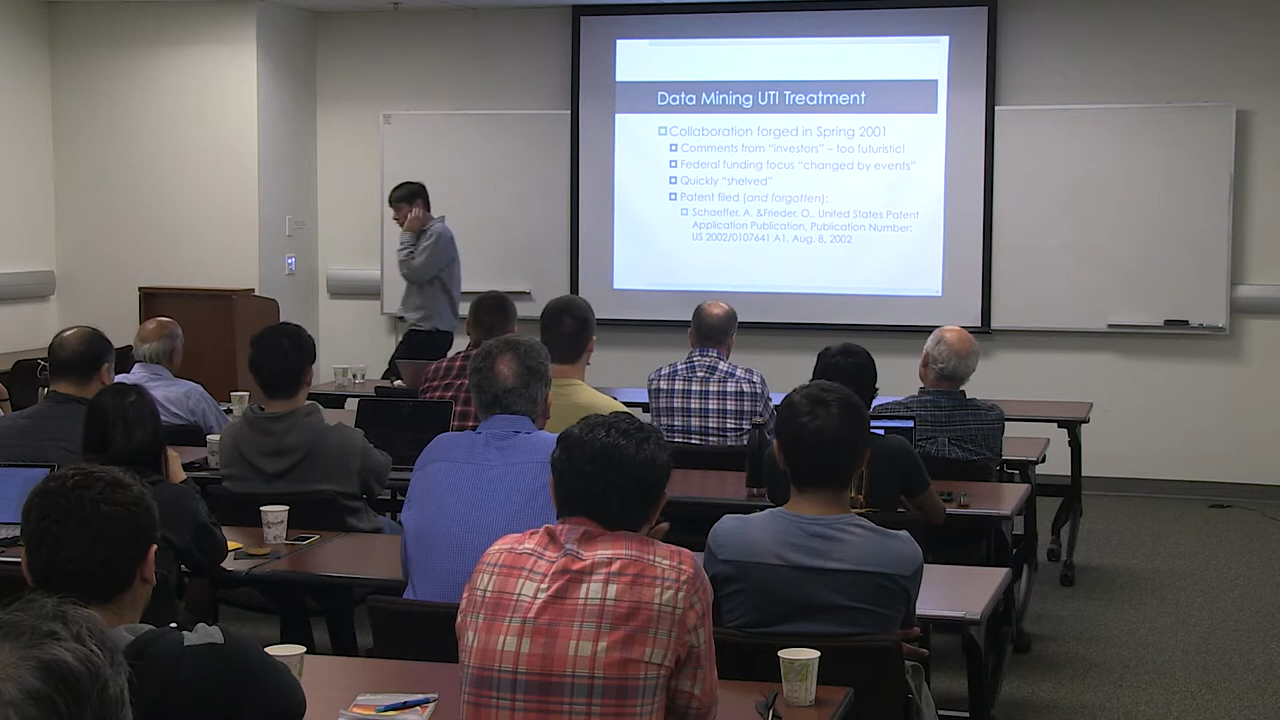 Data Mining UTI Treatment
Collaboration forged in Spring 2001
Comments from "investors" – too futuristic!
Federal funding focus "changed by events"
Quickly "shelved"
Patent filed (and forgotten):
Schaeffer, A. &Frieder, O., United States Patent
Application Publication, Publication Number:
US 2002/0107641 A1, Aug. 8, 2002